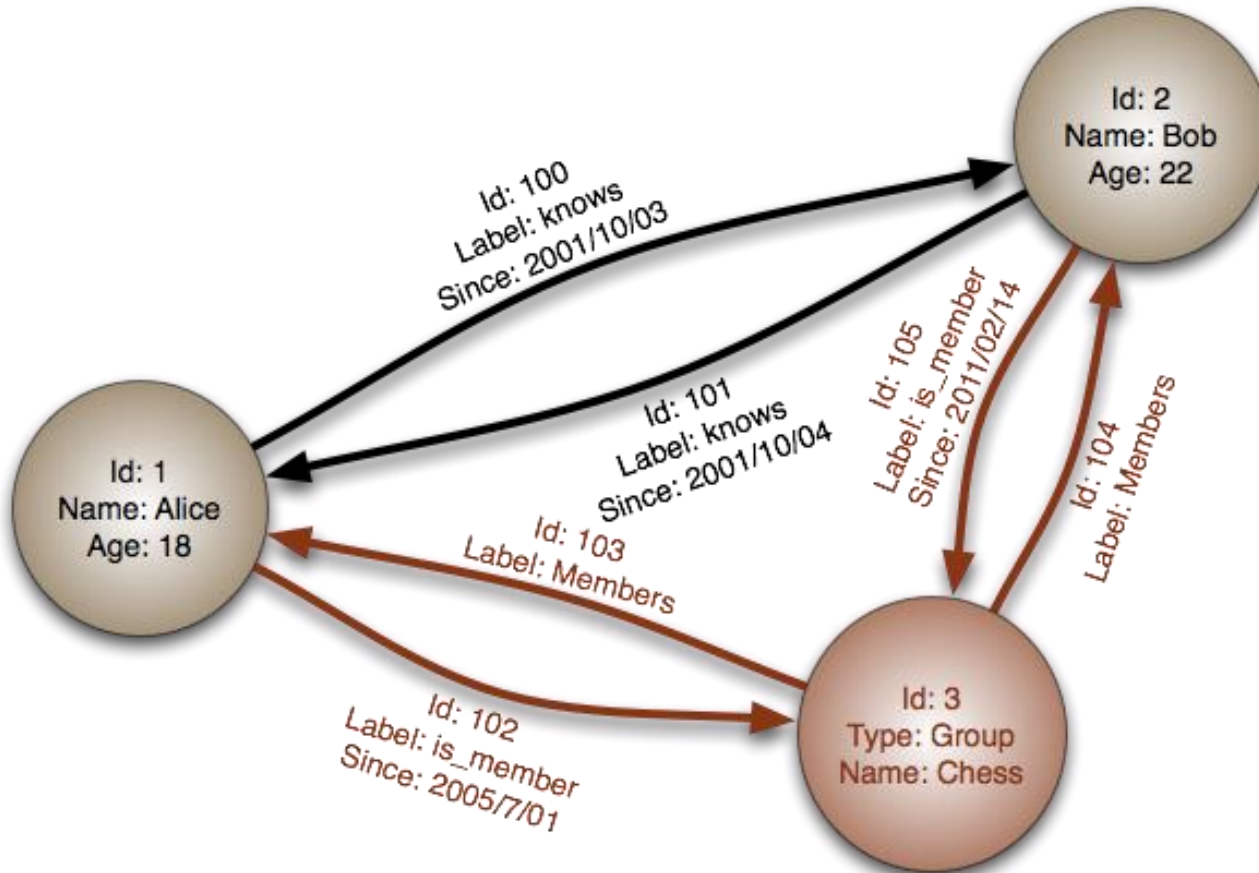 Id: 2
Name: Bob
Age: 22
Id: 100
Label: knows
Since: 2001/10/03
Id: 101
Label: knows
Since: 2001/10/04
Id: 105
Label: is_member
Since: 2011/02/14
Id: 104
Label: Members
Id: 1
Name: Alice
Age: 18
Id: 103
Label: Members
Id: 102
Label: is_member
Since: 2005/7/01
Id: 3
Type: Group
Name: Chess